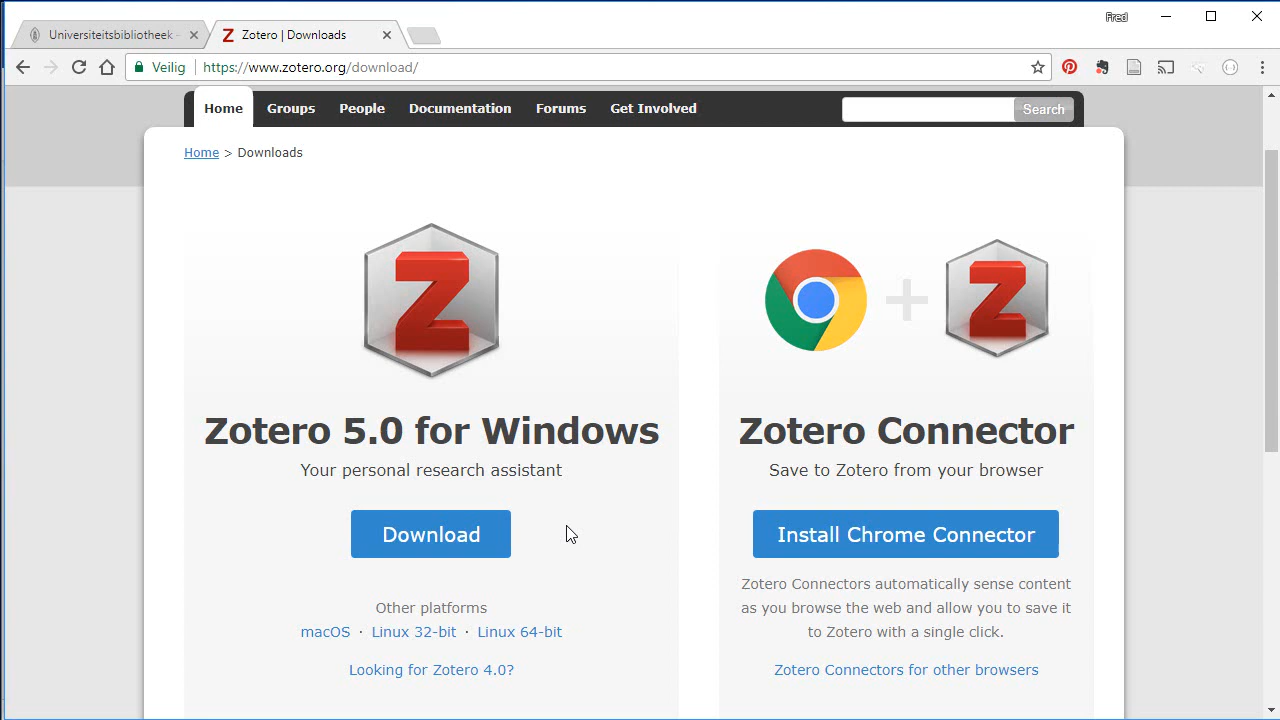 Fred
Universiteitsbibliotheek -
Zotero | Downloads
Veilig
https://www.zotero.org/download/
Home Groups People Documentation Forums Get Involved
Search
Home > Downloads
Z
Z
Zotero 5.0 for Windows
Your personal research assistant
Download
Other platforms
macOS · Linux 32-bit · Linux 64-bit
Looking for Zotero 4.0?
Zotero Connector
Save to Zotero from your browser
Install Chrome Connector
Zotero Connectors automatically sense content
as you browse the web and allow you to save it
to Zotero with a single click.
Zotero Connectors for other browsers